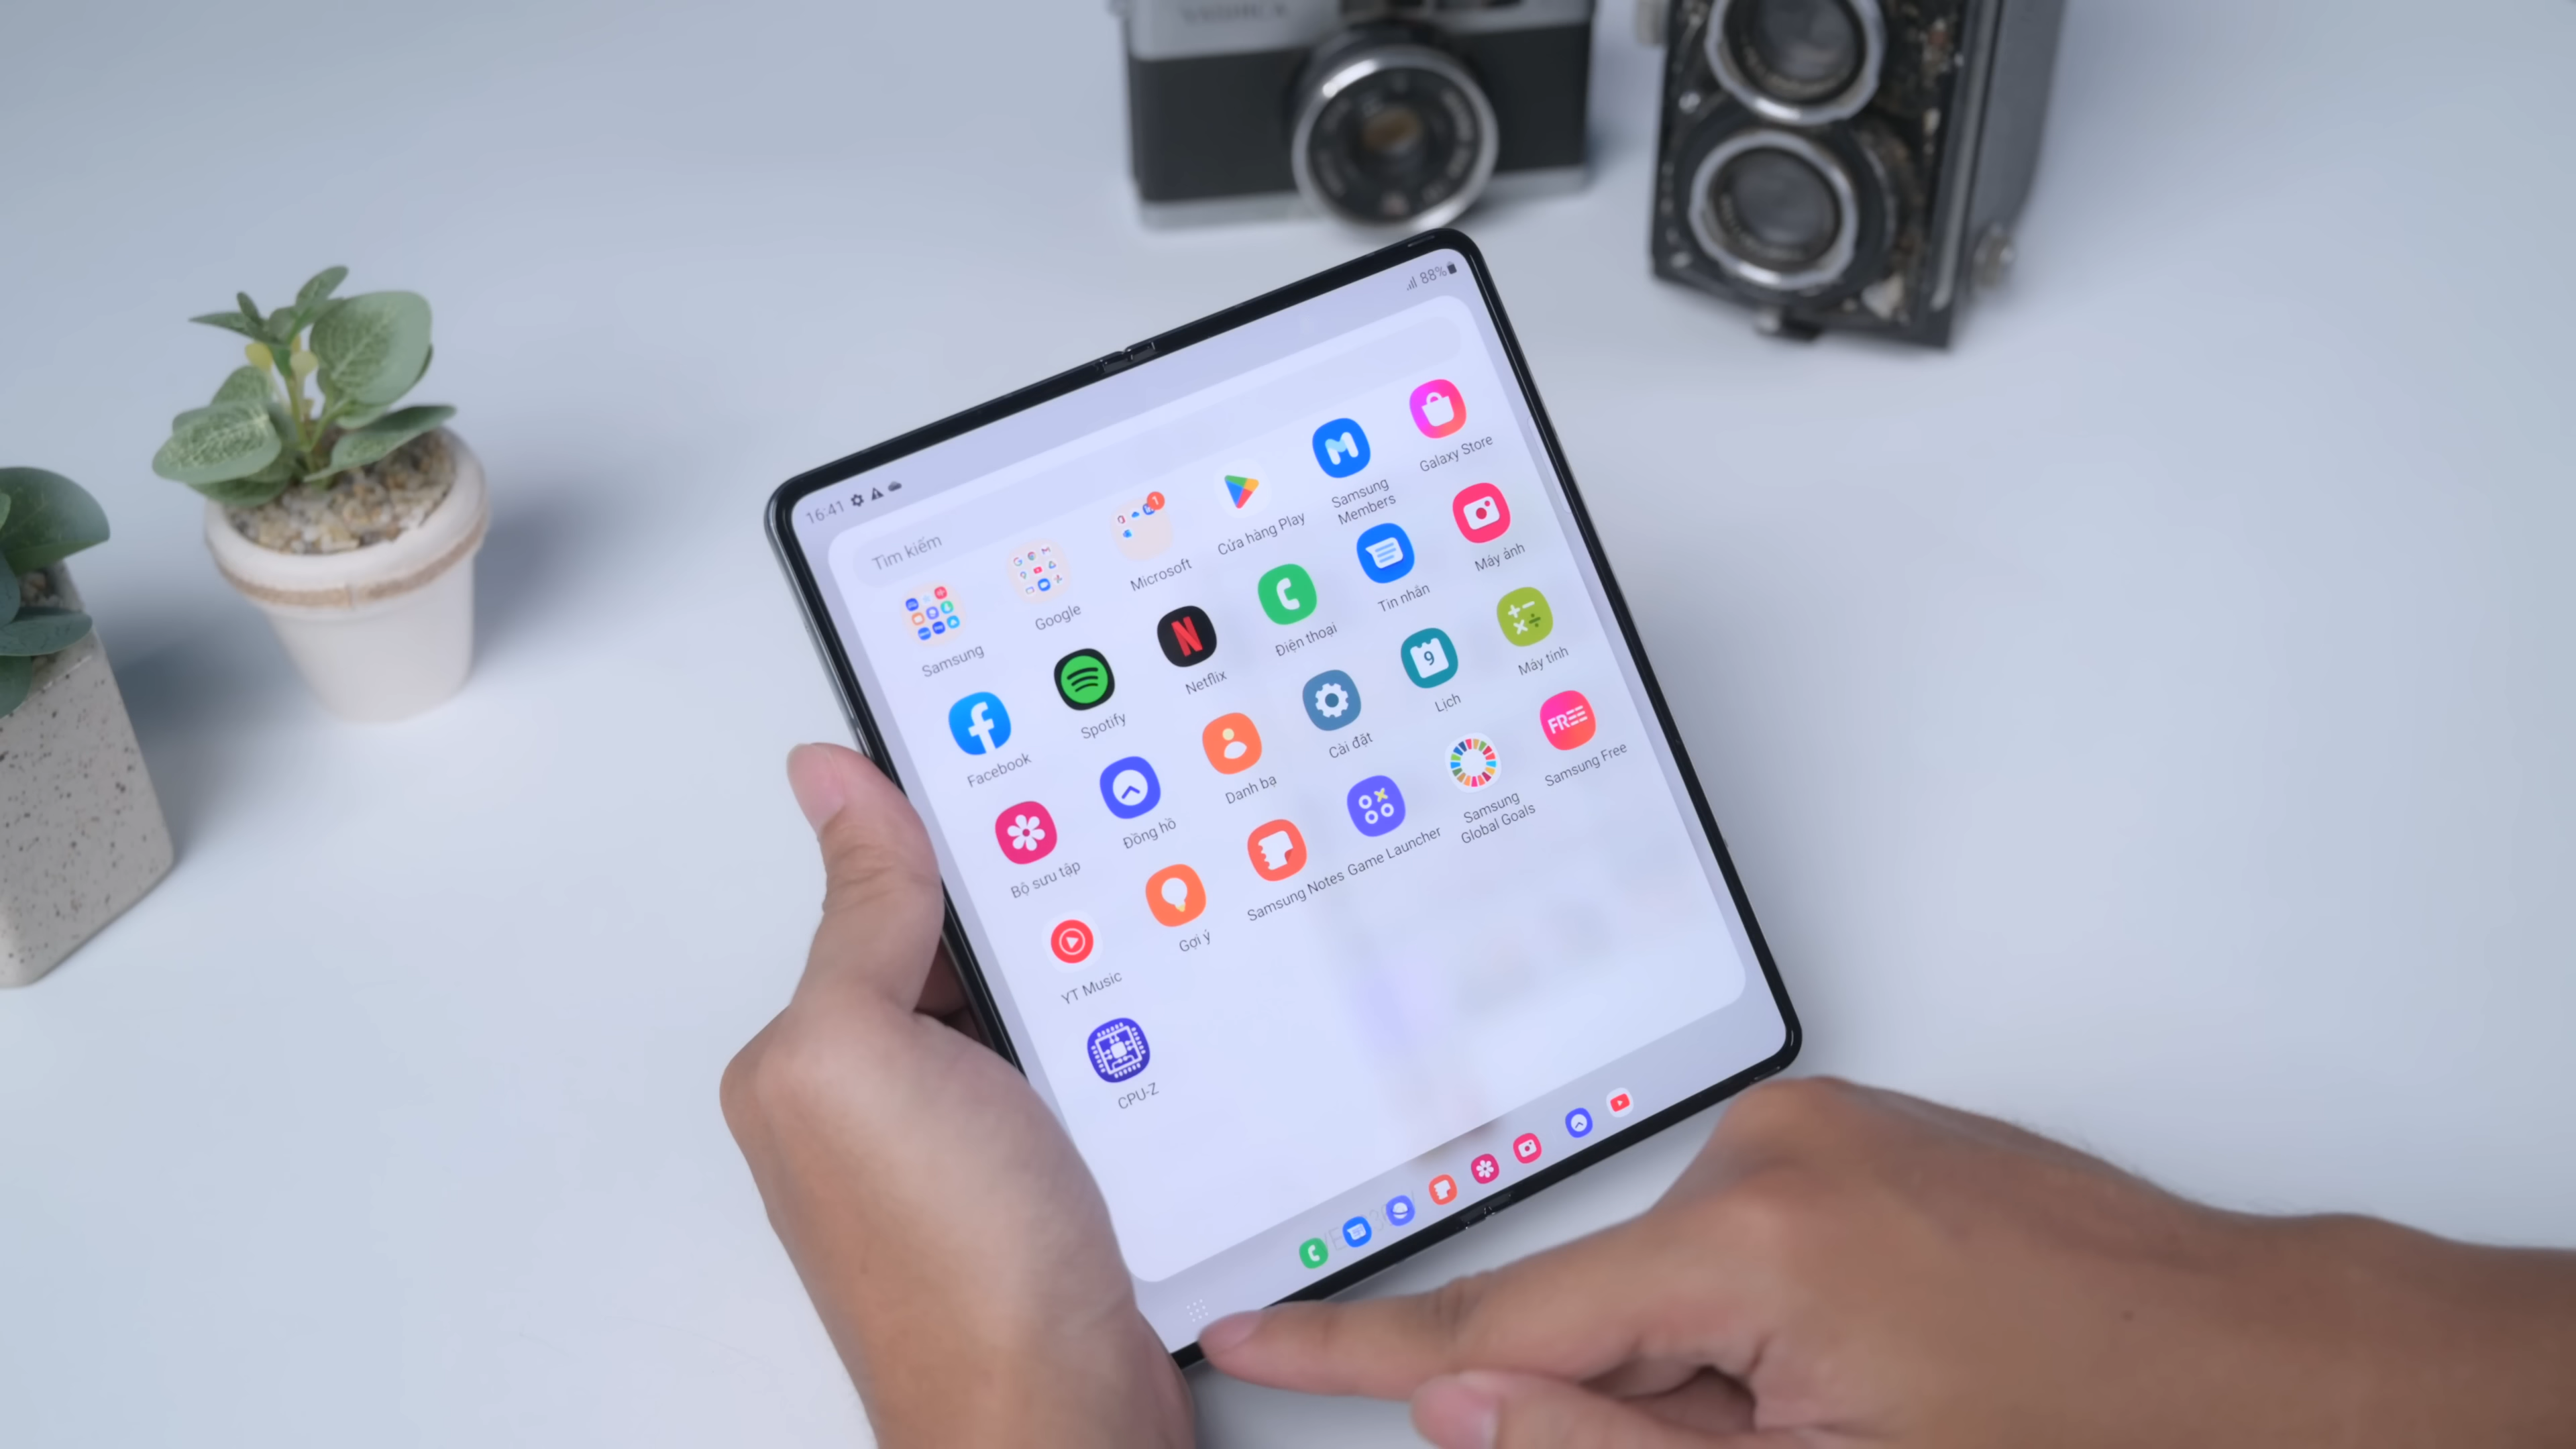 16:41
88%
Tìm kiếm
Samsung
Google
Microsoft
1
Cửa hàng Play
Samsung
Members
Galaxy Store
Facebook
Spotify
Netflix
Điện thoại
Tin nhắn
Máy ảnh
Bộ sưu tập
Đồng hồ
Danh bạ
Cài đặt
9
Lịch
Máy tính
YT Music
Gợi ý
Samsung Notes
Game Launcher
Samsung
Global Goals
FREE
Samsung Free
CPU-Z